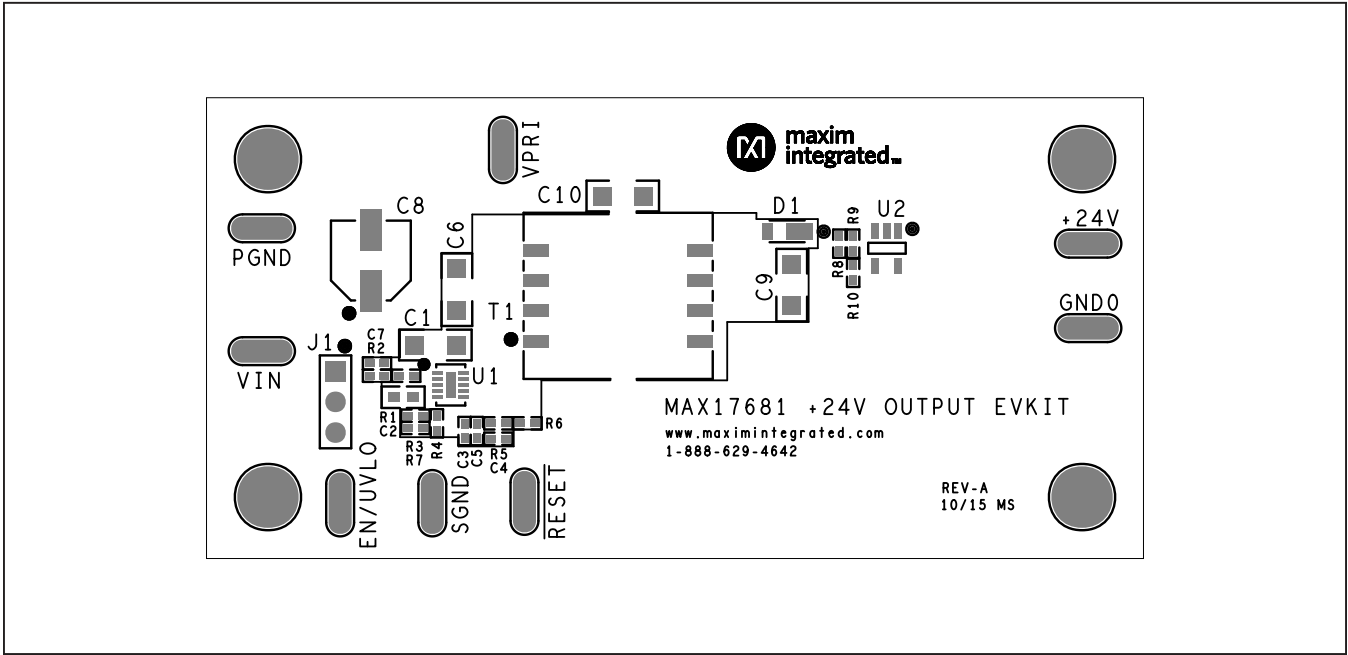 VPRI
maxim
integrated™
C10
C8
D1
R9
U2
+24V
PGND
C6
R8
C9
R10
GND0
T1
C1
J1
C7
R2
VIN
U1
R1
C2
R3
R7
R4
C3
C5
R5
C4
R6
MAX17681 +24V OUTPUT EVKIT
www.maximintegrated.com
1-888-629-4642
EN/UVLO
SGND
RESET
REV-A
10/15 MS